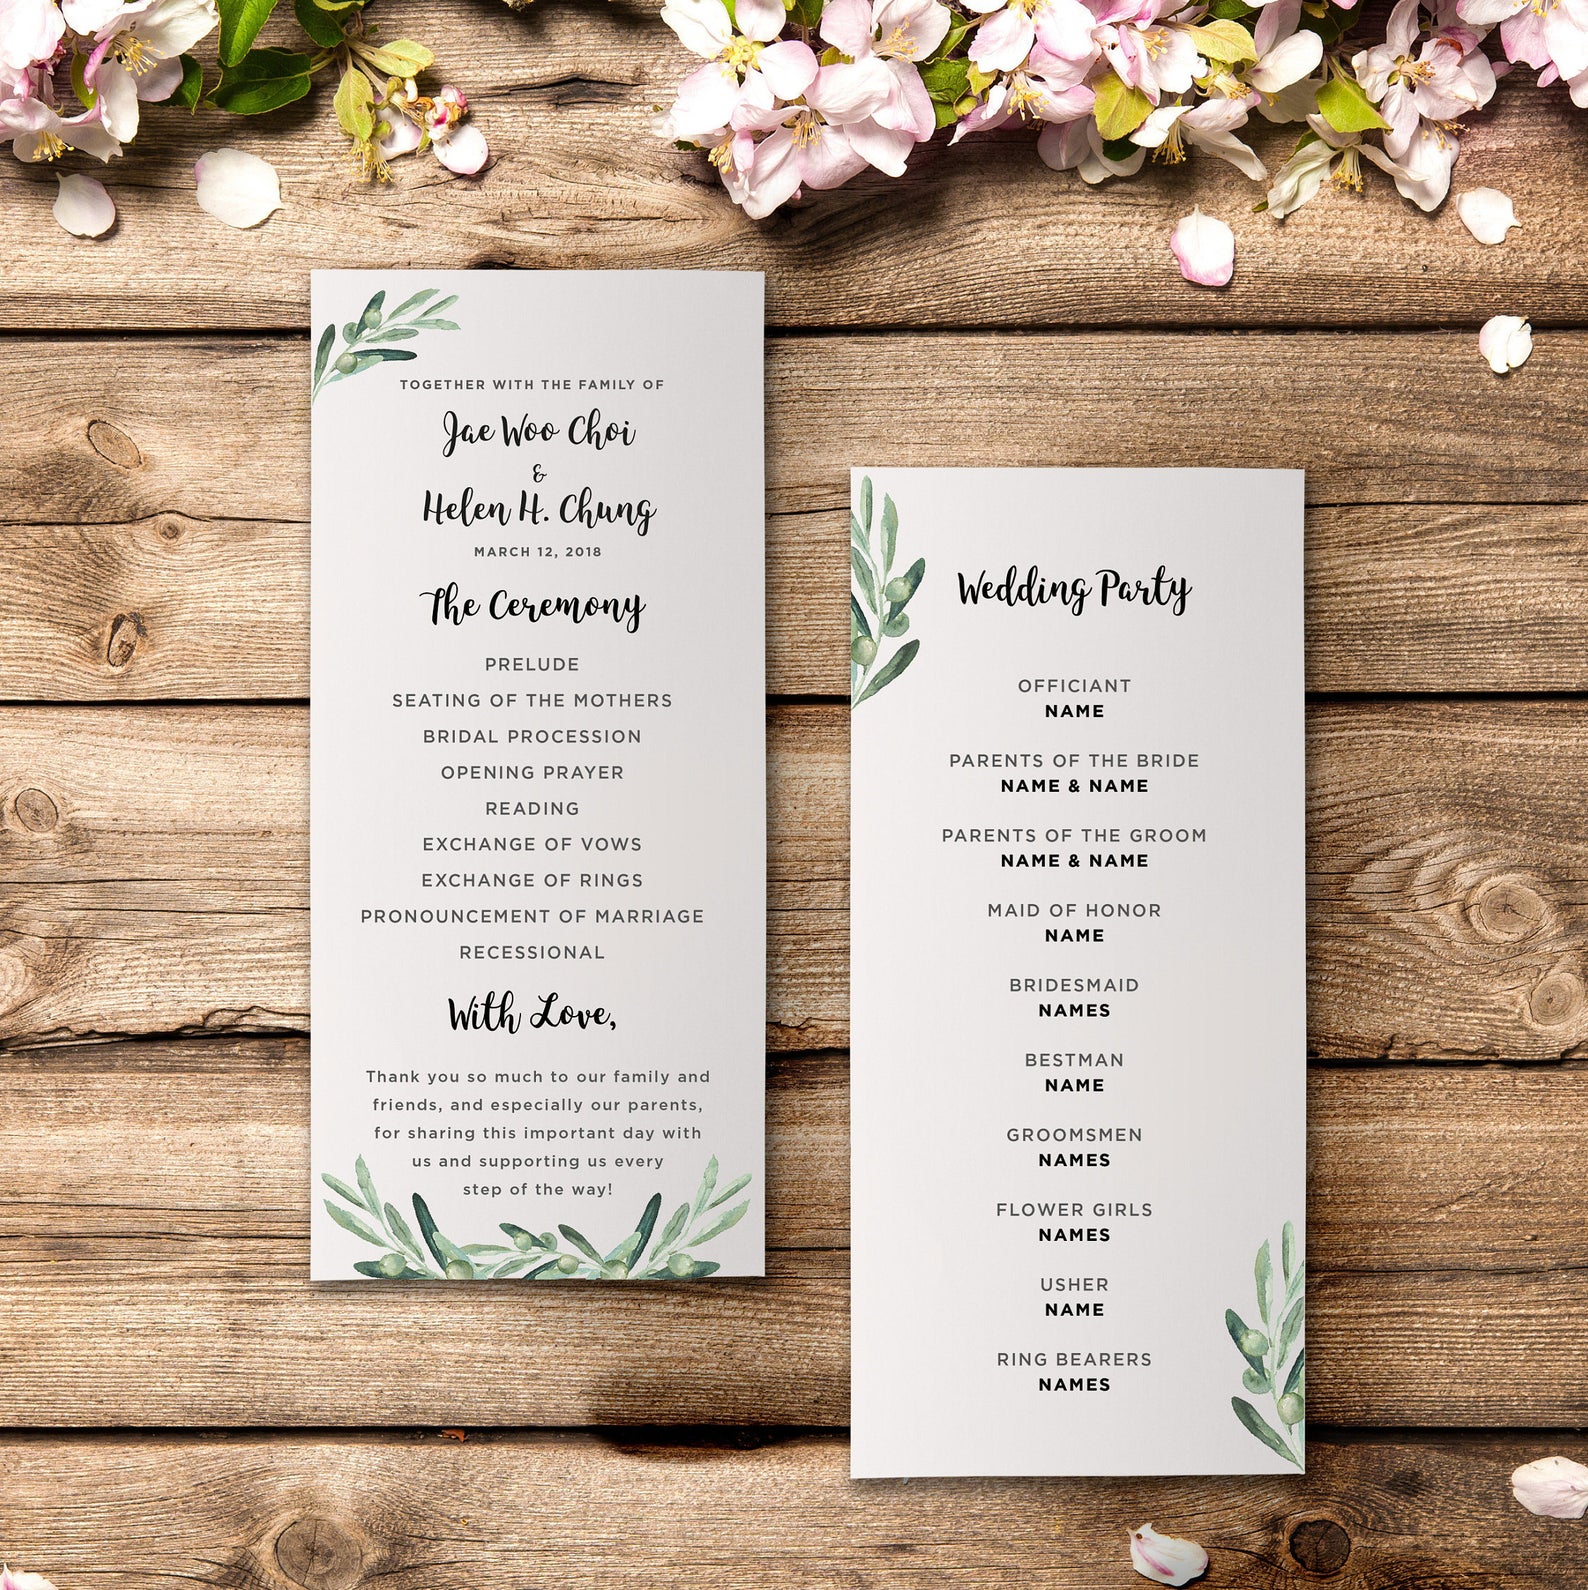 TOGETHER WITH THE FAMILY OF
Jae Woo Choi
&
Helen H. Chung
MARCH 12, 2018
The Ceremony
PRELUDE
SEATING OF THE MOTHERS
BRIDAL PROCESSION
OPENING PRAYER
READING
EXCHANGE OF VOWS
EXCHANGE OF RINGS
PRONOUNCEMENT OF MARRIAGE
RECESSIONAL
With Love,
Thank you so much to our family and
friends, and especially our parents,
for sharing this important day with
us and supporting us every
step of the way!
Wedding Party
OFFICIANT
NAME
PARENTS OF THE BRIDE
NAME & NAME
PARENTS OF THE GROOM
NAME & NAME
MAID OF HONOR
NAME
BRIDESMAID
NAMES
BESTMAN
NAME
GROOMSMEN
NAMES
FLOWER GIRLS
NAMES
USHER
NAME
RING BEARERS
NAMES